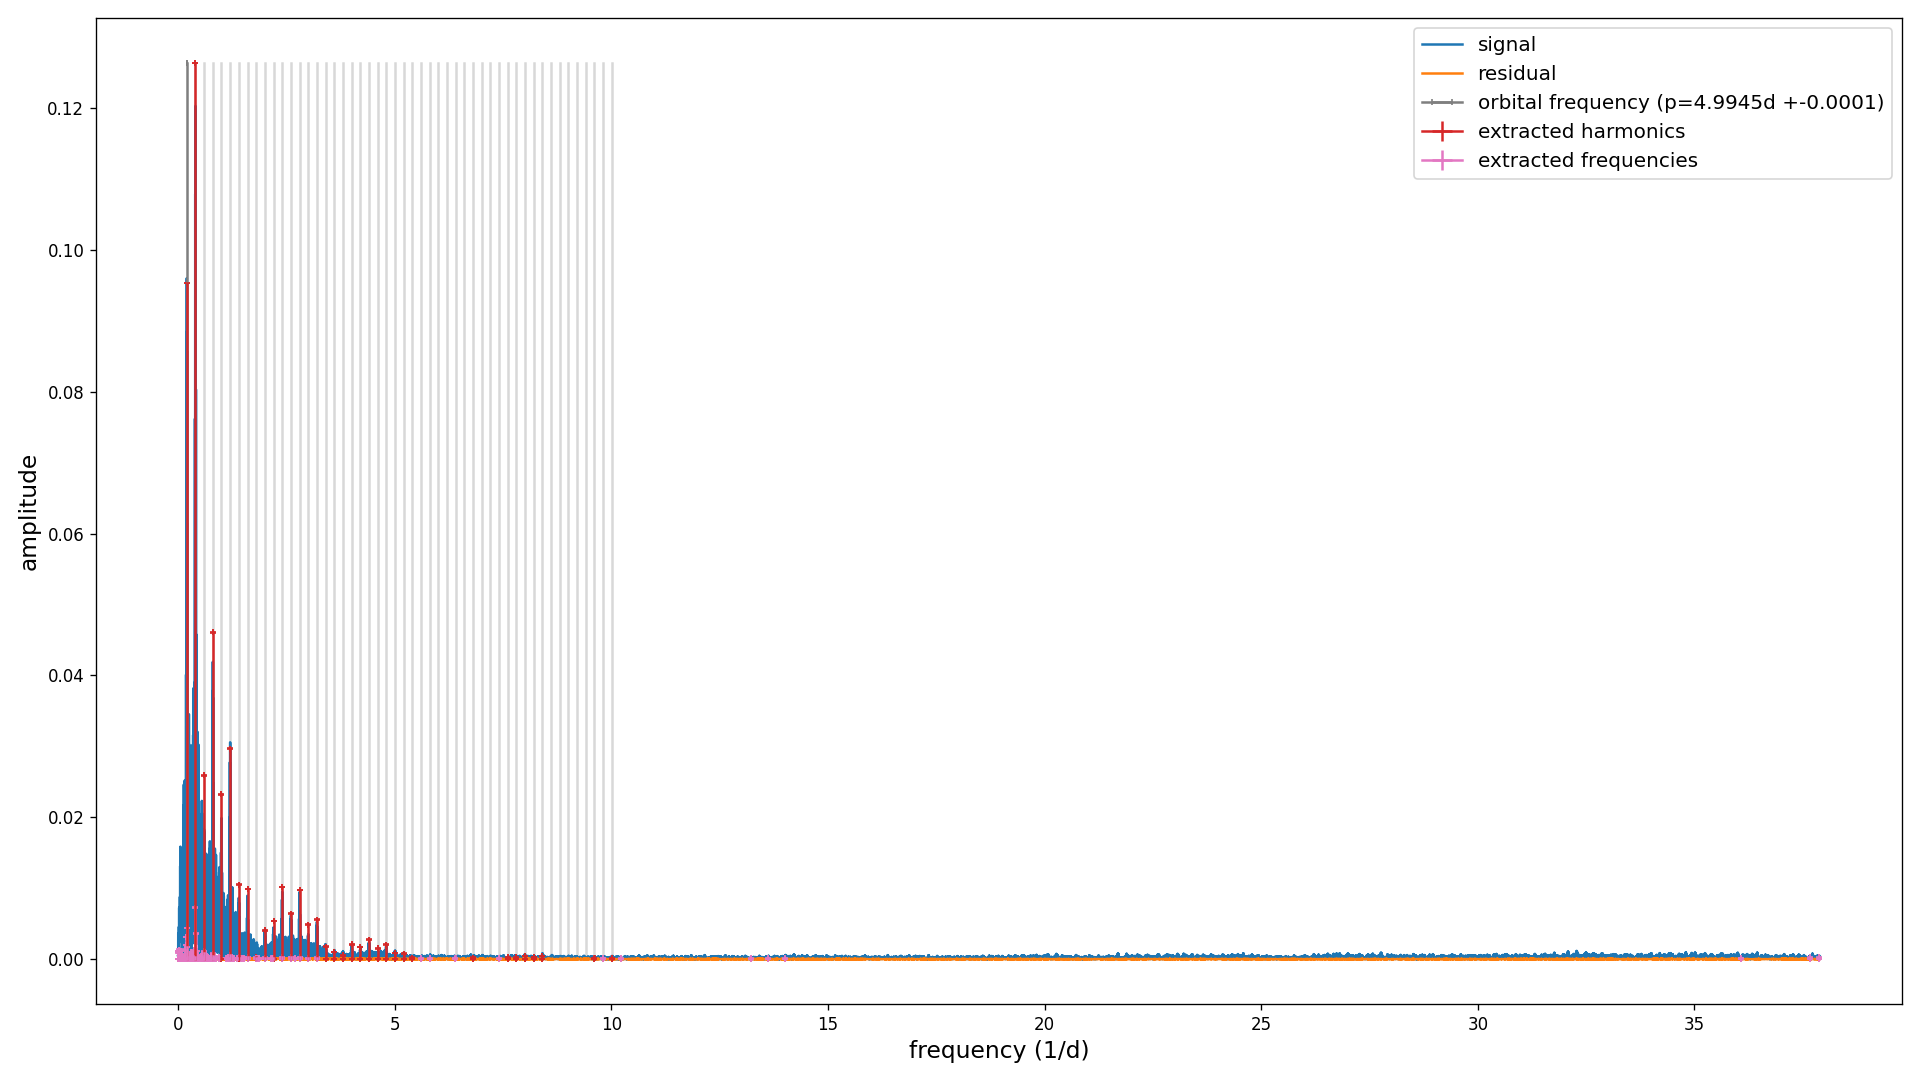 signal
residual
orbital frequency (p=4.9945d +-0.0001)
extracted harmonics
extracted frequencies
amplitude
0.12
0.10
0.08
0.06
0.04
0.02
0.00
0 5 10 15 20 25 30 35
frequency (1/d)